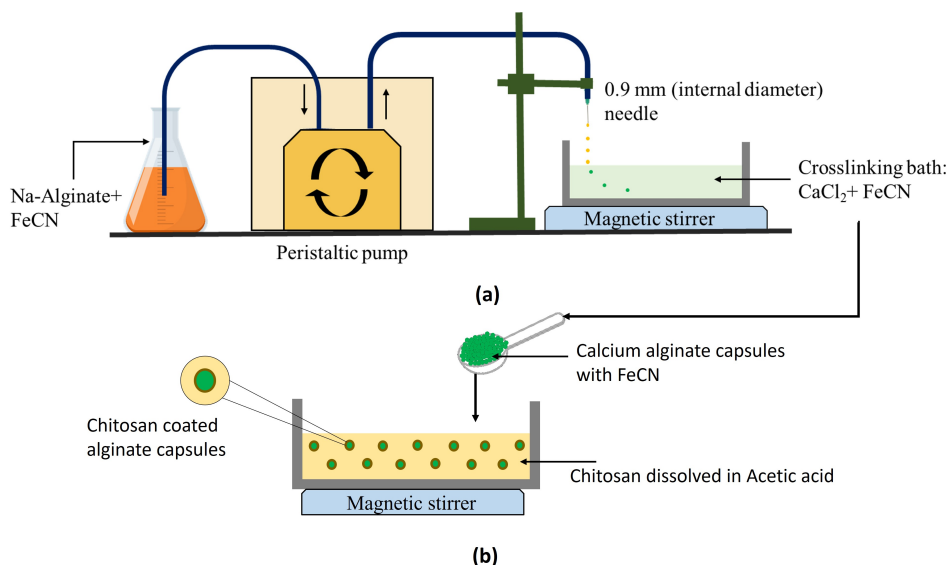 0.9 mm (internal diameter)
needle
Na-Alginate+
FeCN
Crosslinking bath:
CaCl₂+ FeCN
Magnetic stirrer
Peristaltic pump
(a)
Calcium alginate capsules
with FeCN
Chitosan coated
alginate capsules
Chitosan dissolved in Acetic acid
Magnetic stirrer
(b)